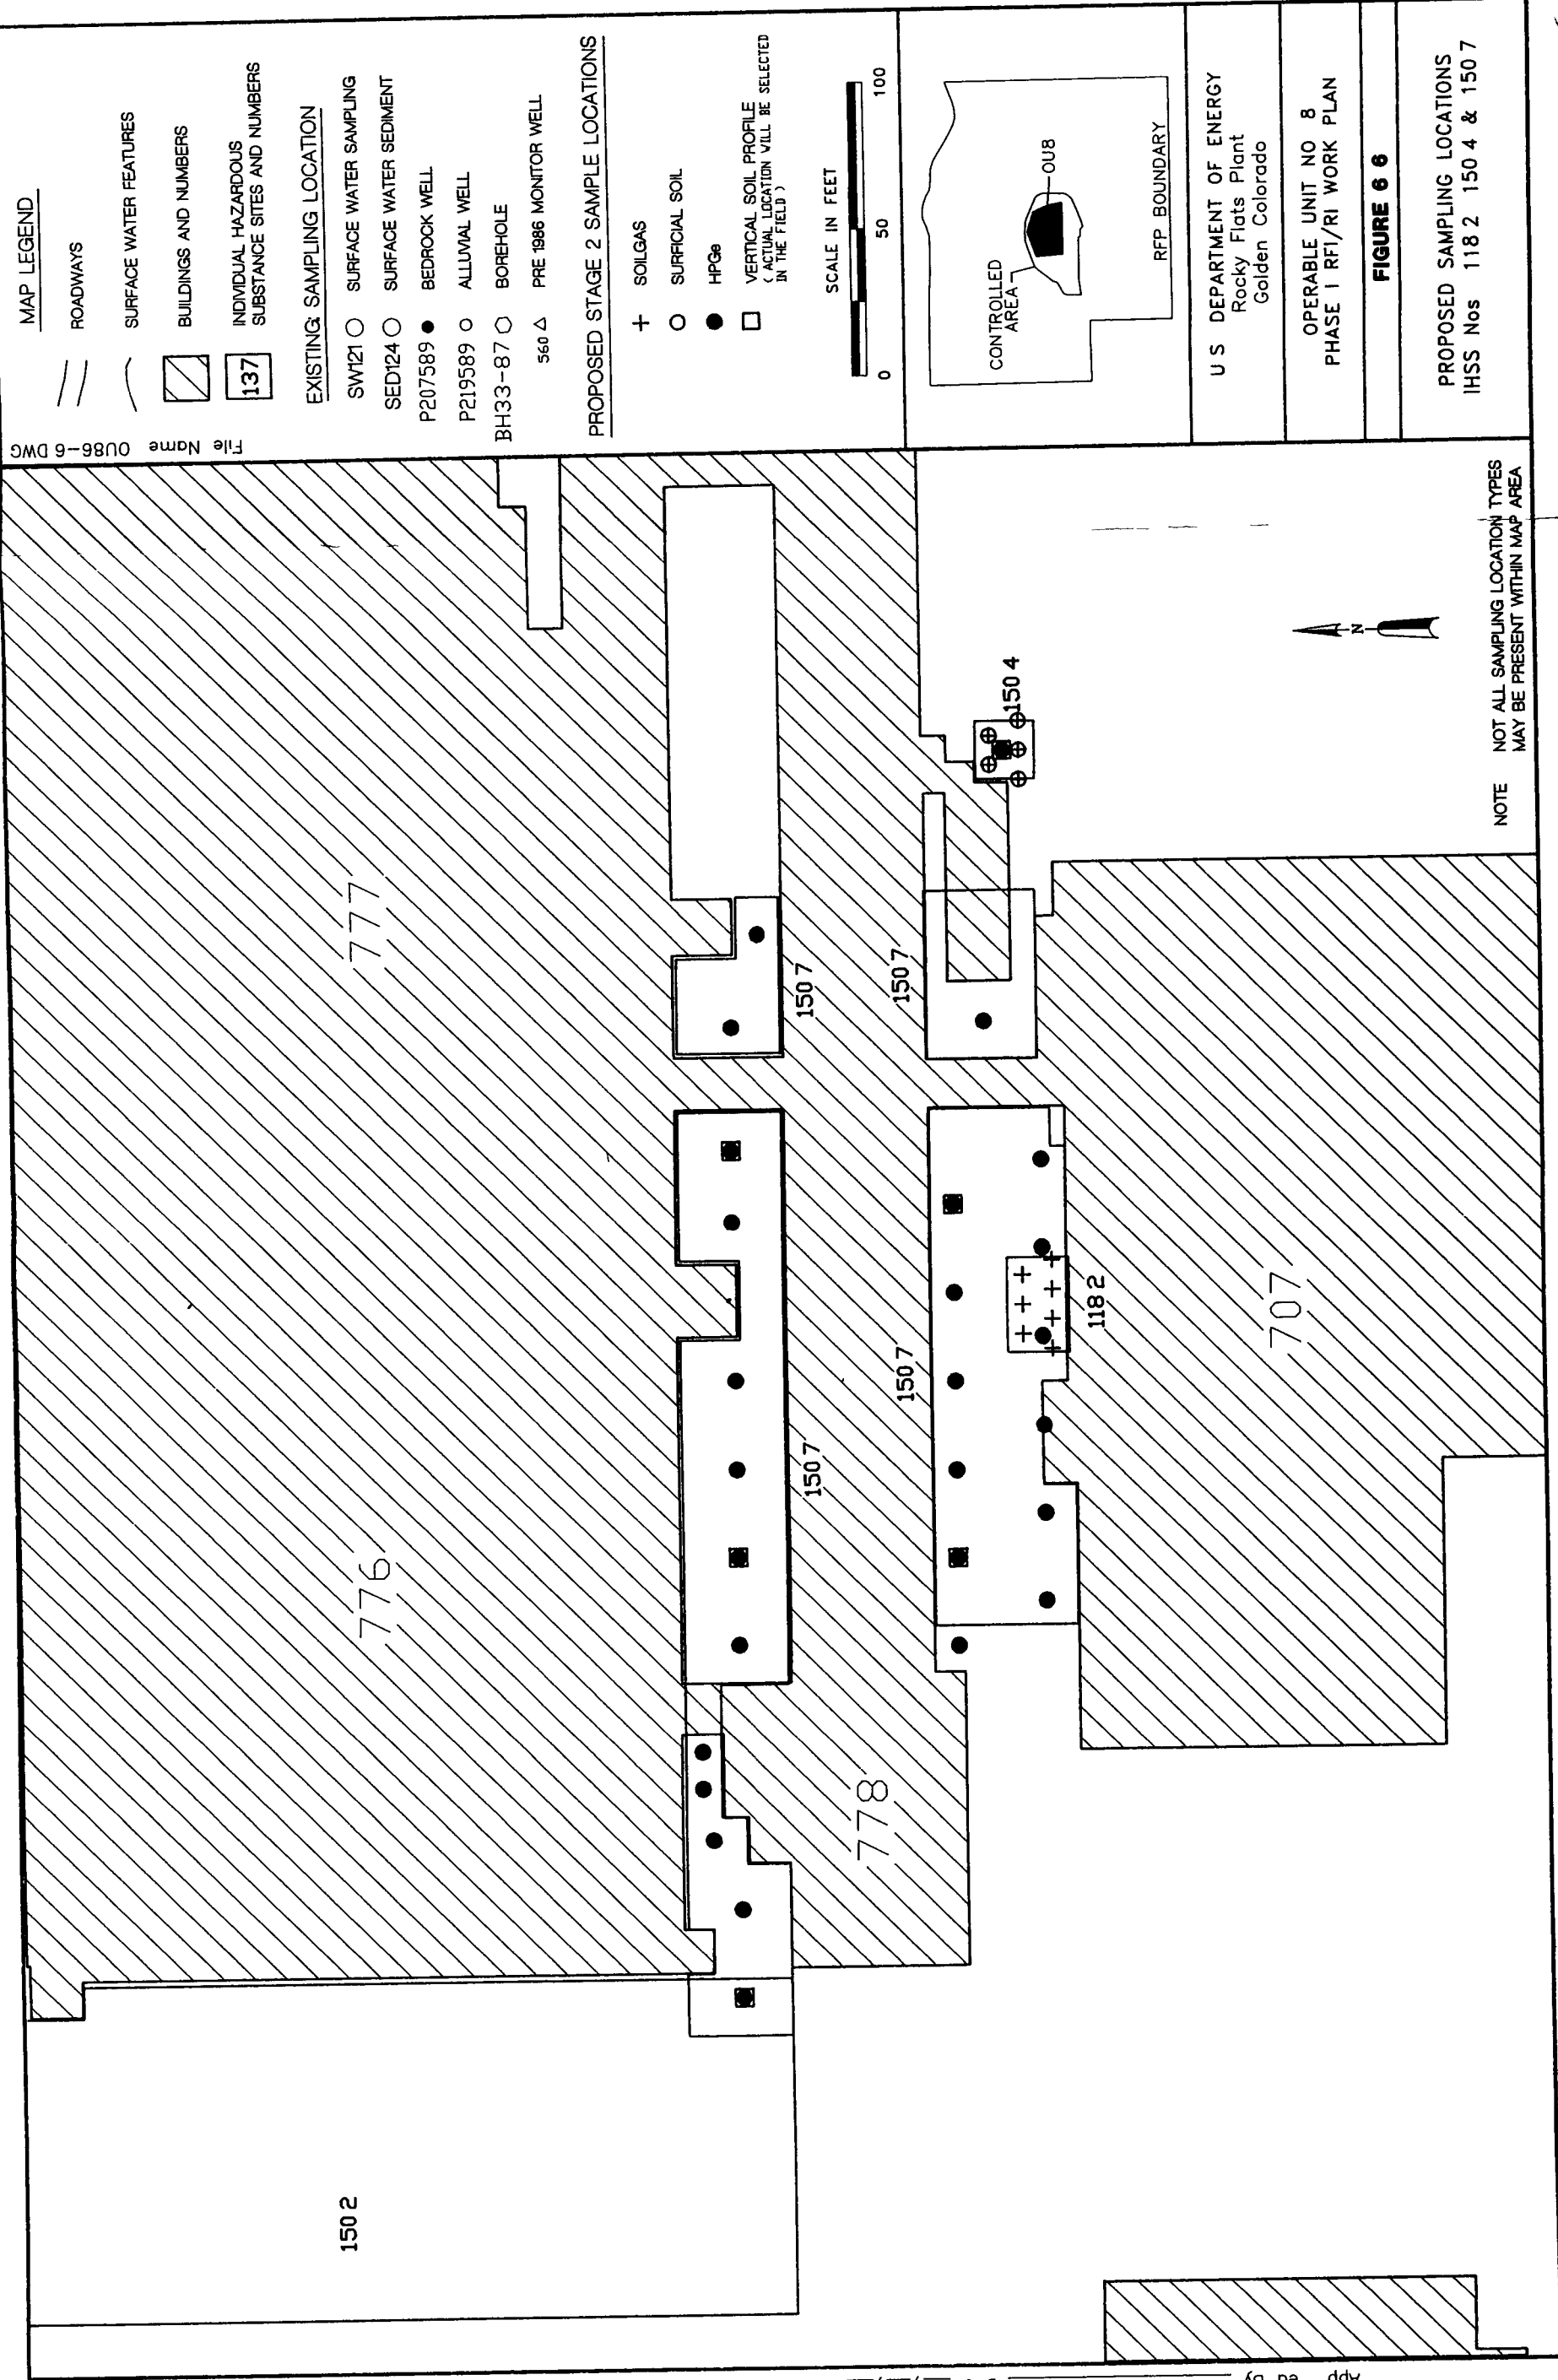 MAP LEGEND
ROADWAYS
SURFACE WATER FEATURES
BUILDINGS AND NUMBERS
137
INDIVIDUAL HAZARDOUS
SUBSTANCE SITES AND NUMBERS
EXISTING SAMPLING LOCATION
SW121 SURFACE WATER SAMPLING
SED124 SURFACE WATER SEDIMENT
P207589 BEDROCK WELL
P219589 ALLUVIAL WELL
BH33-87 BOREHOLE
560 PRE 1986 MONITOR WELL
PROPOSED STAGE 2 SAMPLE LOCATIONS
SOILGAS
SURFICIAL SOIL
HPGe
VERTICAL SOIL PROFILE
( ACTUAL LOCATION WILL BE SELECTED
IN THE FIELD )
SCALE IN FEET
0 50 100
CONTROLLED
AREA
OU8
RFP BOUNDARY
U S DEPARTMENT OF ENERGY
Rocky Flats Plant
Golden Colorado
OPERABLE UNIT NO 8
PHASE I RFI/RI WORK PLAN
FIGURE 6 6
PROPOSED SAMPLING LOCATIONS
IHSS Nos 118 2 150 4 & 150 7
File Name OU86-6 DWG
777
776
778
707
150 2
150 7
150 7
150 7
150 7
150 4
118 2
N
NOTE NOT ALL SAMPLING LOCATION TYPES
MAY BE PRESENT WITHIN MAP AREA